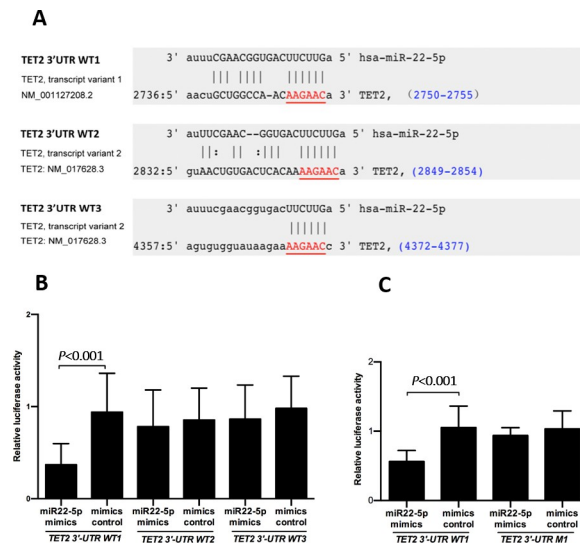 A
3' auuuCGAACGGUGACUUCUUGa 5' hsa-miR-22-5p
TET2 3'UTR WT1
TET2, transcript variant 1
NM_001127208.2
2736:5' aacuGCUGGCCA-ACAAGAACa 3' TET2, (2750-2755)
3' auUUCGAAC--GGUGACUUCUUGa 5' hsa-miR-22-5p
TET2 3'UTR WT2
TET2, transcript variant 2
TET2: NM_017628.3
2832:5' guAACUGUGACUCACAAAAGAACa 3' TET2, (2849-2854)
3' auuucgaacggugacUUCUUGa 5' hsa-miR-22-5p
TET2 3'UTR WT3
TET2, transcript variant 2
TET2: NM_017628.3
4357:5' agugugguauaagaaAAGAACc 3' TET2, (4372-4377)
B
Relative luciferase activity
2
1
0
P<0.001
miR22-5p mimics
mimics control
miR22-5p mimics
mimics control
miR22-5p mimics
mimics control
TET2 3'-UTR WT1
TET2 3'-UTR WT2
TET2 3'-UTR WT3
C
Relative luciferase activity
2
1
0
P<0.001
miR22-5p mimics
mimics control
miR22-5p mimics
mimics control
TET2 3'-UTR WT1
TET2 3'-UTR M1